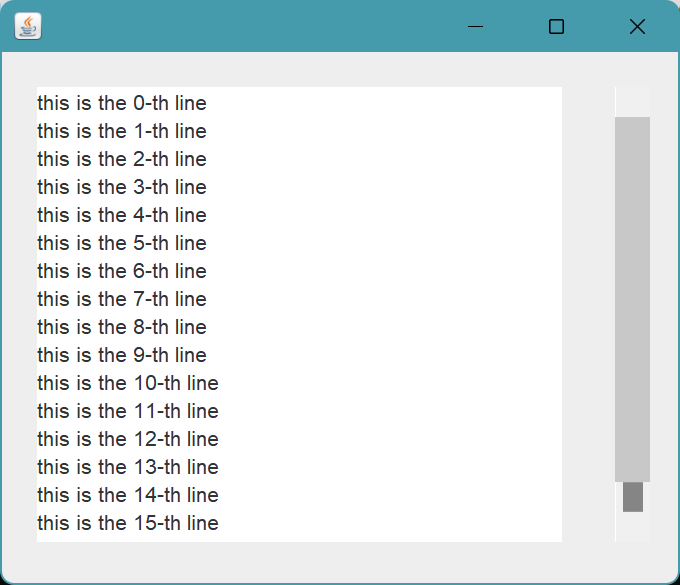 this is the 0-th line
this is the 1-th line
this is the 2-th line
this is the 3-th line
this is the 4-th line
this is the 5-th line
this is the 6-th line
this is the 7-th line
this is the 8-th line
this is the 9-th line
this is the 10-th line
this is the 11-th line
this is the 12-th line
this is the 13-th line
this is the 14-th line
this is the 15-th line